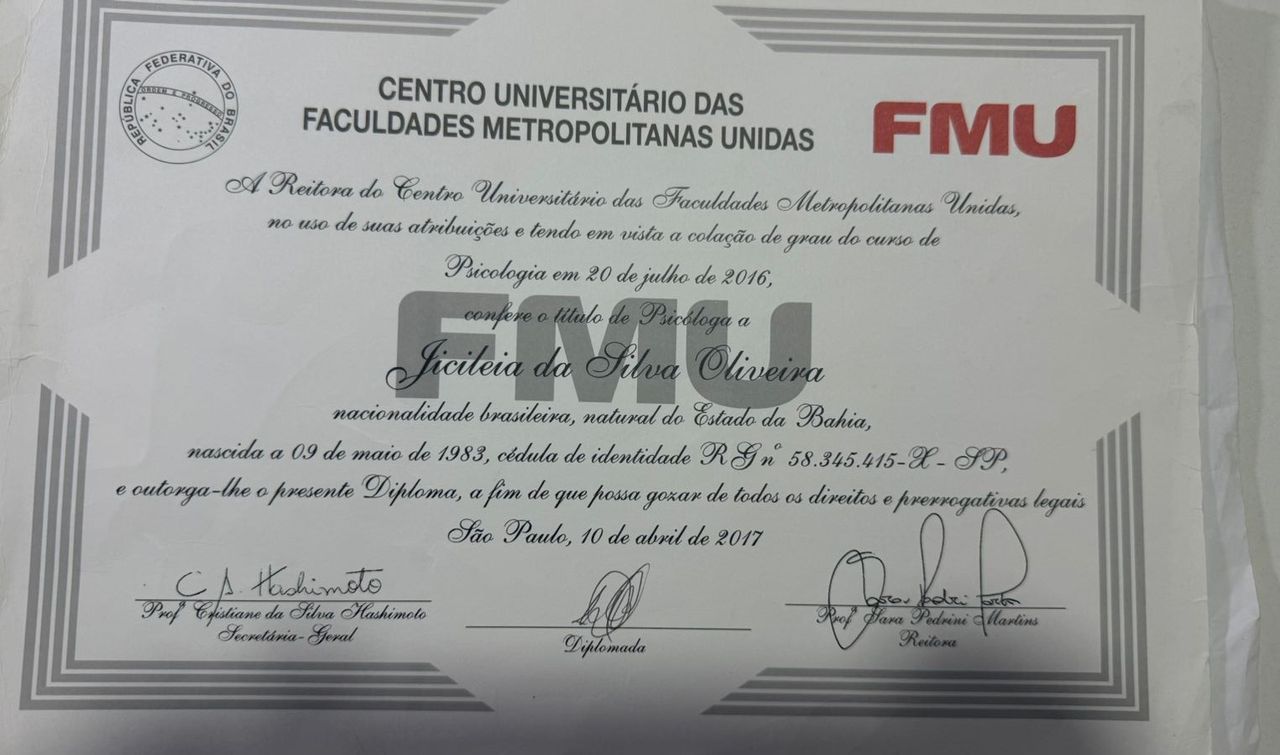 REPÚBLICA FEDERATIVA DO BRASIL
ORDEM E PROGRESSO
CENTRO UNIVERSITÁRIO DAS
FACULDADES METROPOLITANAS UNIDAS
FMU
A Reitora do Centro Universitário das Faculdades Metropolitanas Unidas,
no uso de suas atribuições e tendo em vista a colação de grau do curso de
Psicologia em 20 de julho de 2016,
FMU
confere o título de Psicóloga a
Jicileia da Silva Oliveira
nacionalidade brasileira, natural do Estado da Bahia,
nascida a 09 de maio de 1983, cédula de identidade RG nº 58.345.415-X - SP,
e outorga-lhe o presente Diploma, a fim de que possa gozar de todos os direitos e prerrogativas legais
São Paulo, 10 de abril de 2017
C S. Hashimoto
Profª Cristiane da Silva Hashimoto
Secretária-Geral
Diplomada
Profª Sara Pedrini Martins
Reitora